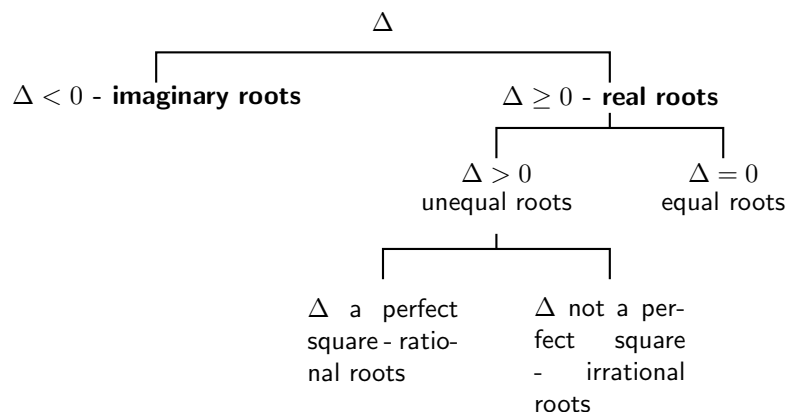 Δ
Δ < 0 - imaginary roots
Δ ≥ 0 - real roots
Δ > 0
unequal roots
Δ = 0
equal roots
Δ a perfect
square - ratio-
nal roots
Δ not a per-
fect square
- irrational
roots